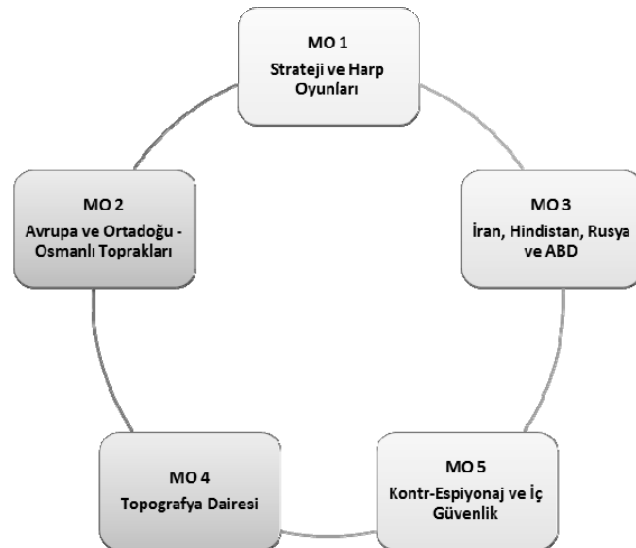 MO 1
Strateji ve Harp
Oyunları
MO 2
Avrupa ve Ortadoğu -
Osmanlı Toprakları
MO 3
İran, Hindistan, Rusya
ve ABD
MO 4
Topografya Dairesi
MO 5
Kontr-Espiyonaj ve İç
Güvenlik